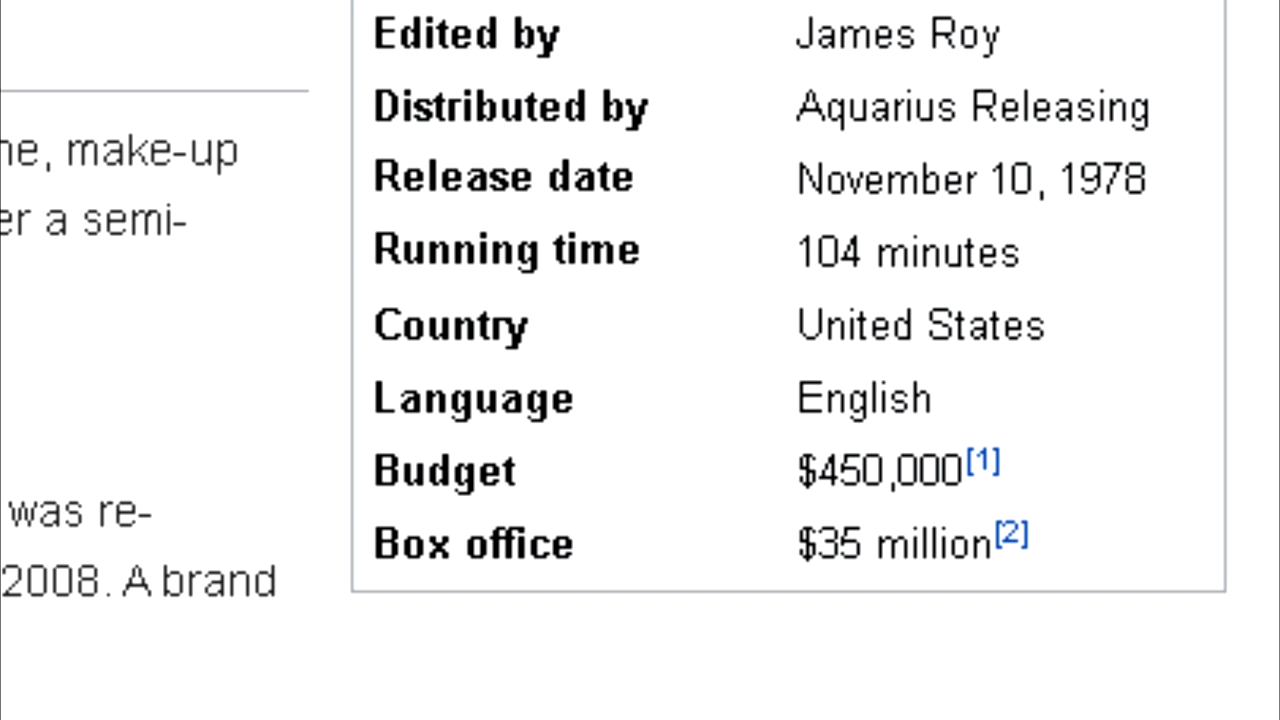 Edited by James Roy
Distributed by Aquarius Releasing
make-up
Release date November 10, 1978
a semi-
Running time 104 minutes
Country United States
Language English
Budget $450,000[1]
was re-
Box office $35 million[2]
2008. A brand